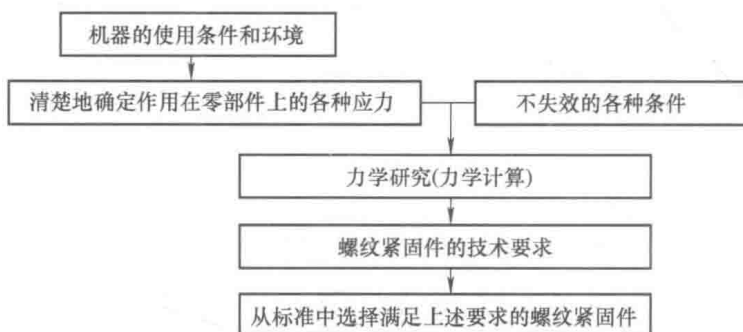 机器的使用条件和环境
清楚地确定作用在零部件上的各种应力
不失效的各种条件
力学研究(力学计算)
螺纹紧固件的技术要求
从标准中选择满足上述要求的螺纹紧固件